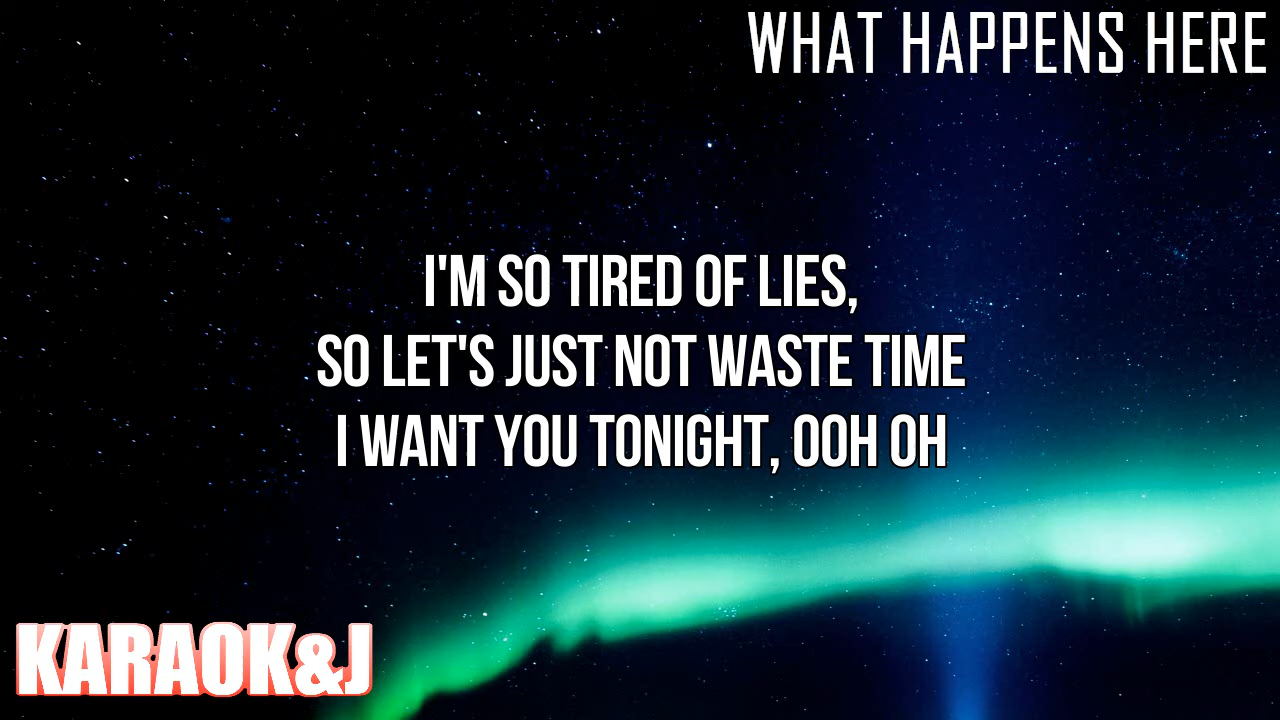 WHAT HAPPENS HERE
I'M SO TIRED OF LIES,
SO LET'S JUST NOT WASTE TIME
I WANT YOU TONIGHT, OOH OH
KARAOK&J